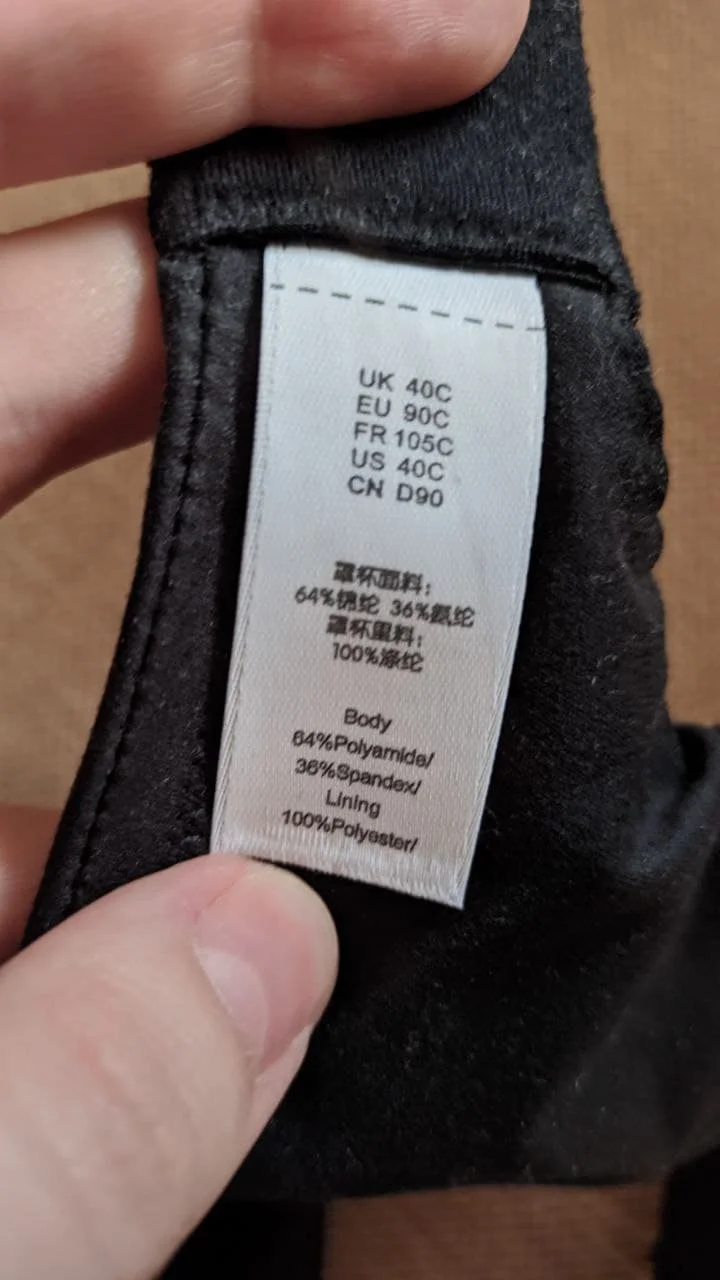 UK 40C
EU 90C
FR 105C
US 40C
CN D90
罩杯面料:
64%锦纶 36%氨纶
罩杯里料:
100%涤纶
Body
64%Polyamide/
36%Spandex/
Lining
100%Polyester/